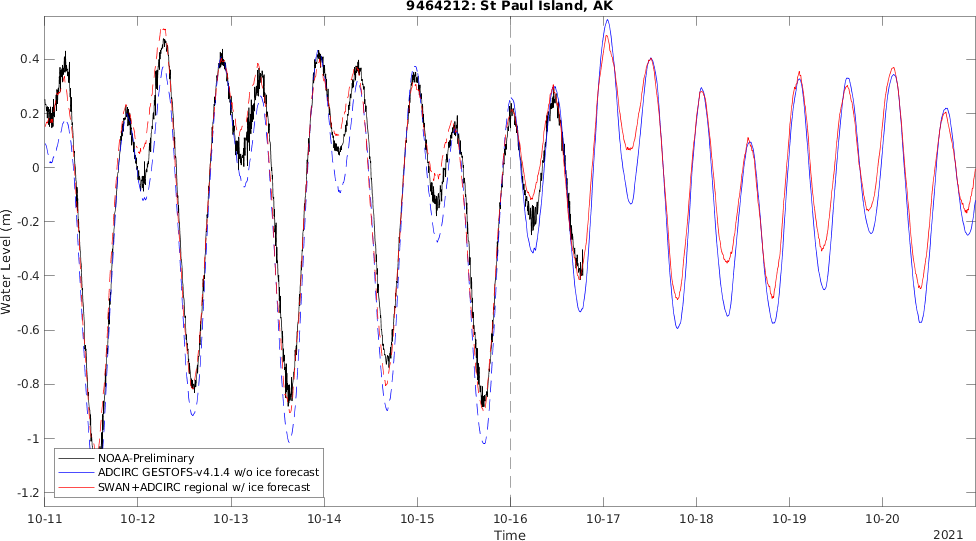 9464212: St Paul Island, AK
Water Level (m)
0.4
0.2
0
-0.2
-0.4
-0.6
-0.8
-1
-1.2
NOAA-Preliminary
ADCIRC GESTOFS-v4.1.4 w/o ice forecast
SWAN+ADCIRC regional w/ ice forecast
10-11 10-12 10-13 10-14 10-15 10-16 10-17 10-18 10-19 10-20
Time
2021